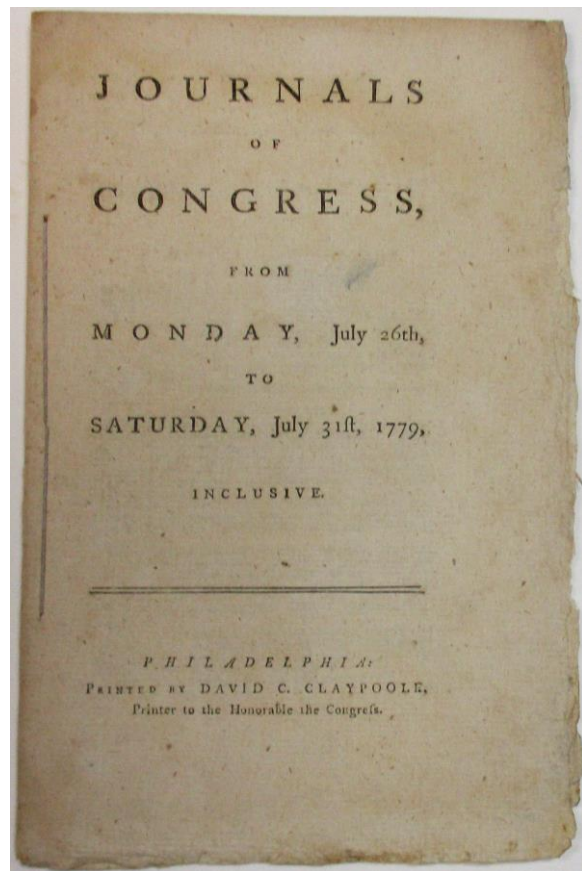 JOURNALS
OF
CONGRESS,
FROM
MONDAY, July 26th,
TO
SATURDAY, July 31ſt, 1779,
INCLUSIVE.
PHILADELPHIA:
PRINTED BY DAVID C. CLAYPOOLE,
Printer to the Honorable the Congreſs.